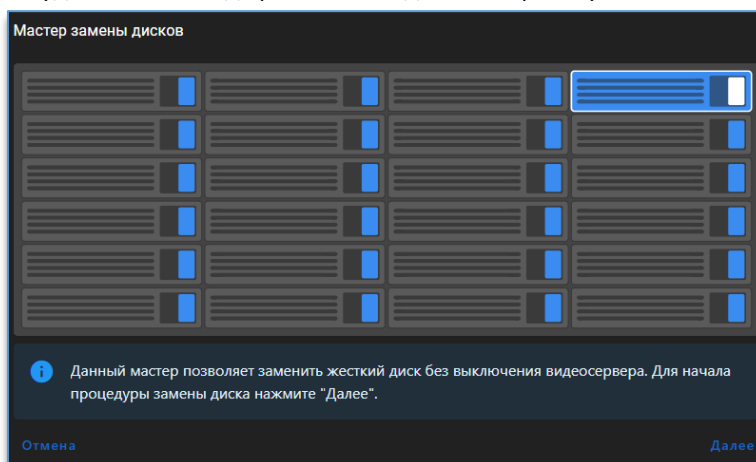 Мастер замены дисков
Данный мастер позволяет заменить жесткий диск без выключения видеосервера. Для начала
процедуры замены диска нажмите "Далее".
Отмена
Далее